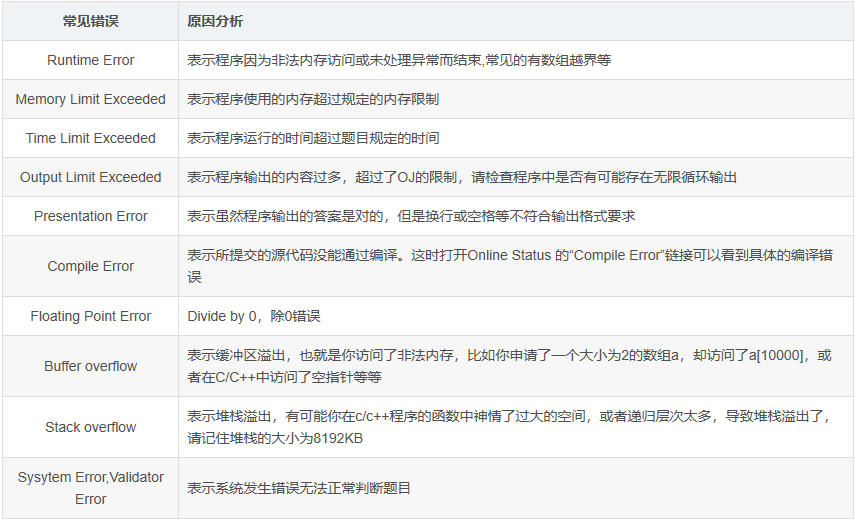 常见错误 原因分析
Runtime Error 表示程序因为非法内存访问或未处理异常而结束,常见的有数组越界等
Memory Limit Exceeded 表示程序使用的内存超过规定的内存限制
Time Limit Exceeded 表示程序运行的时间超过题目规定的时间
Output Limit Exceeded 表示程序输出的内容过多，超过了OJ的限制，请检查程序中是否有可能存在无限循环输出
Presentation Error 表示虽然程序输出的答案是对的，但是换行或空格等不符合输出格式要求
Compile Error 表示所提交的源代码没能通过编译。这时打开Online Status 的“Compile Error”链接可以看到具体的编译错
误
Floating Point Error Divide by 0，除0错误
Buffer overflow 表示缓冲区溢出，也就是你访问了非法内存，比如你申请了一个大小为2的数组a，却访问了a[10000]，或
者在C/C++中访问了空指针等等
Stack overflow 表示堆栈溢出，有可能你在c/c++程序的函数中神情了过大的空间，或者递归层次太多，导致堆栈溢出了，
请记住堆栈的大小为8192KB
Sysytem Error,Validator
Error 表示系统发生错误无法正常判断题目